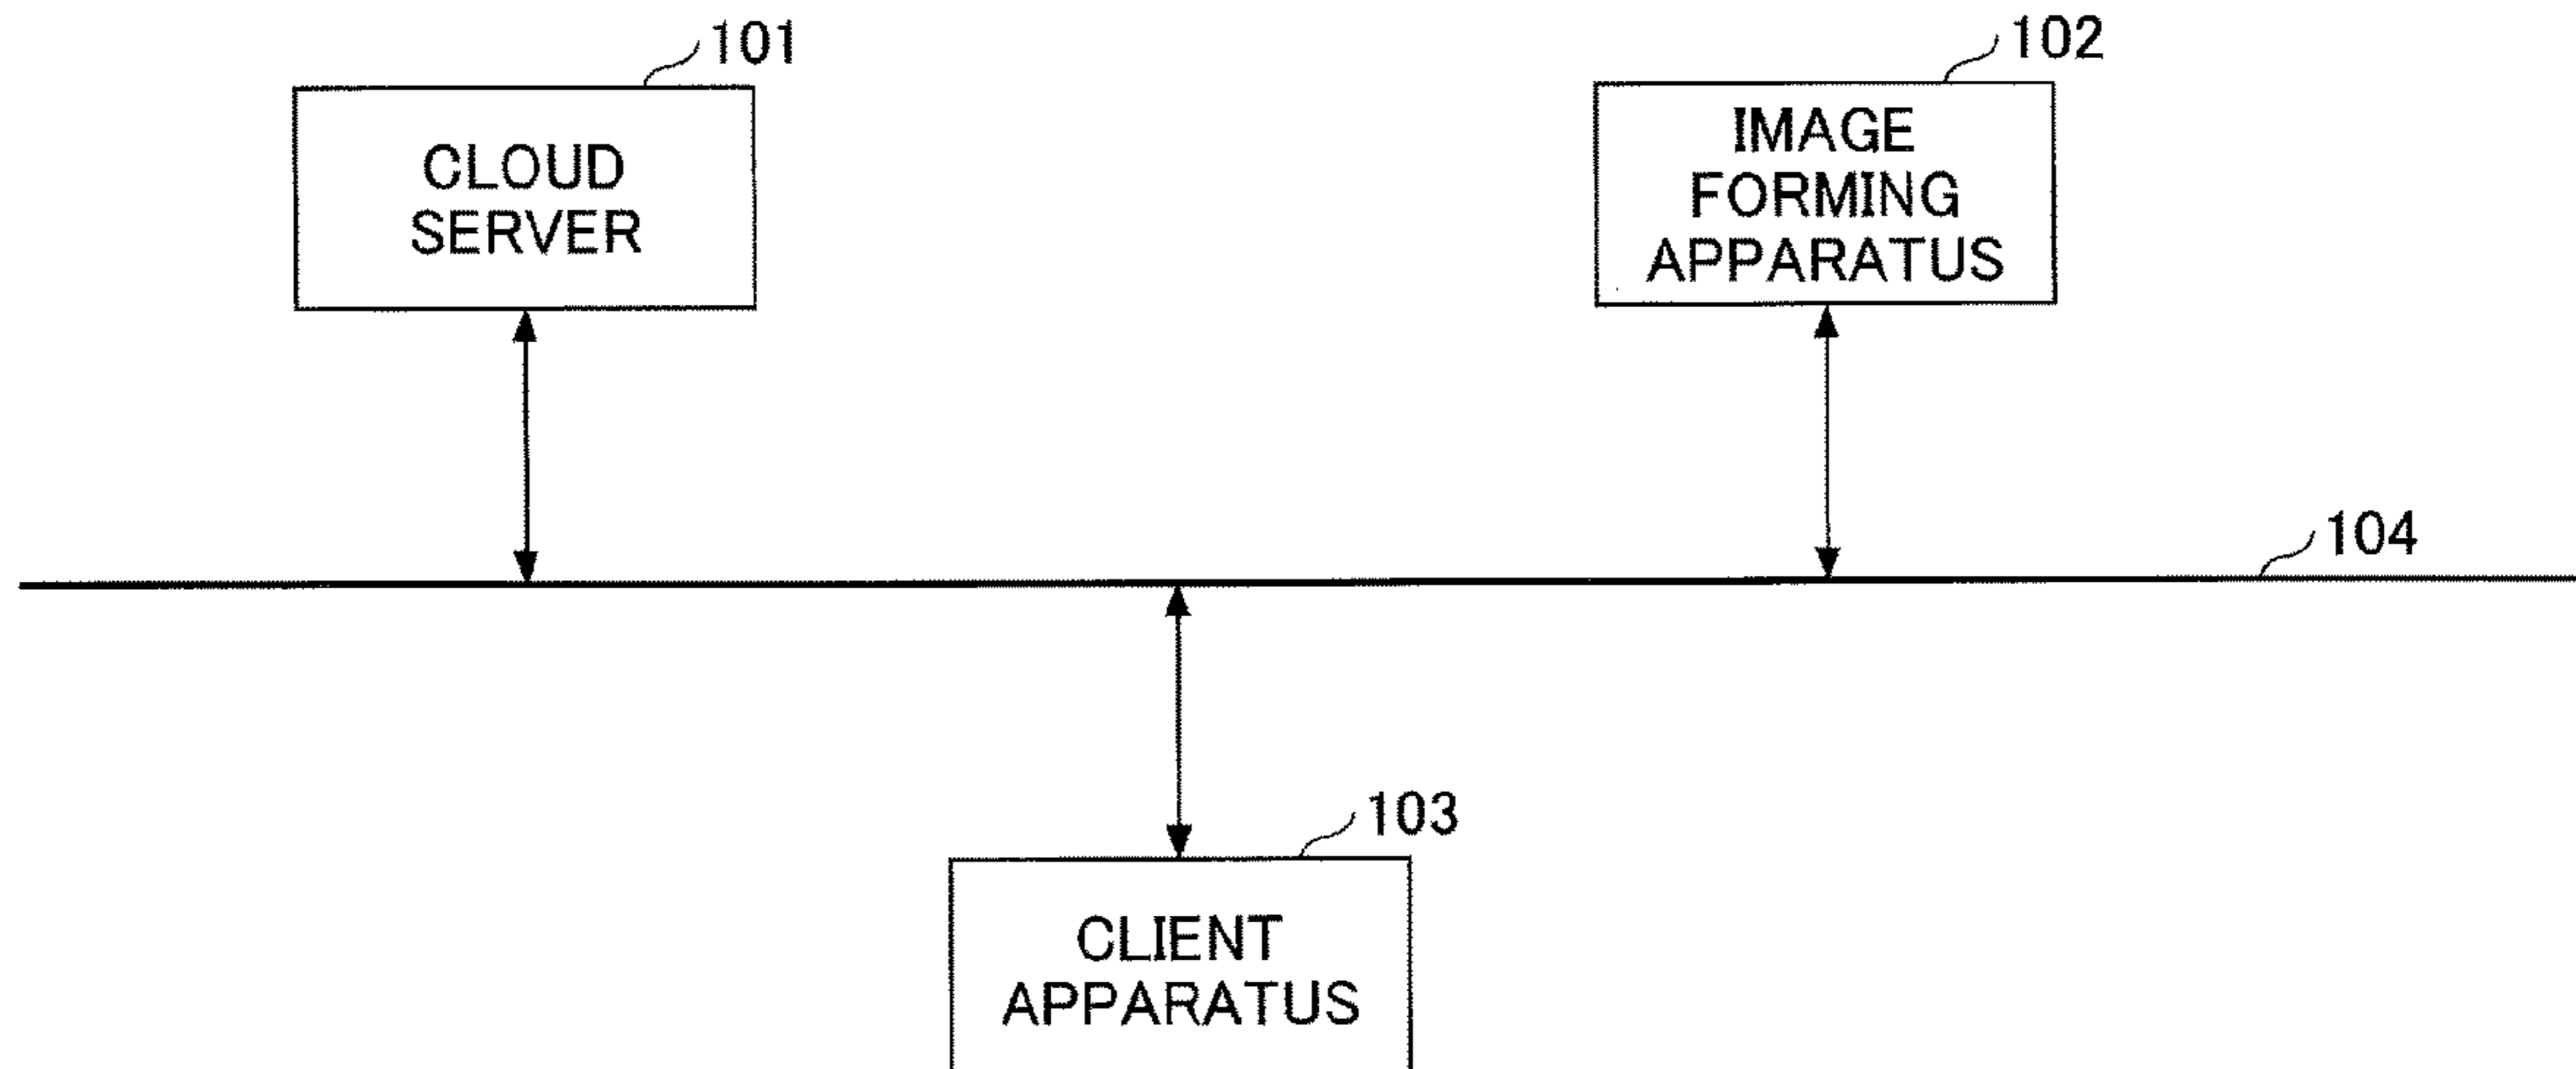 101
CLOUD
SERVER
102
IMAGE
FORMING
APPARATUS
104
103
CLIENT
APPARATUS